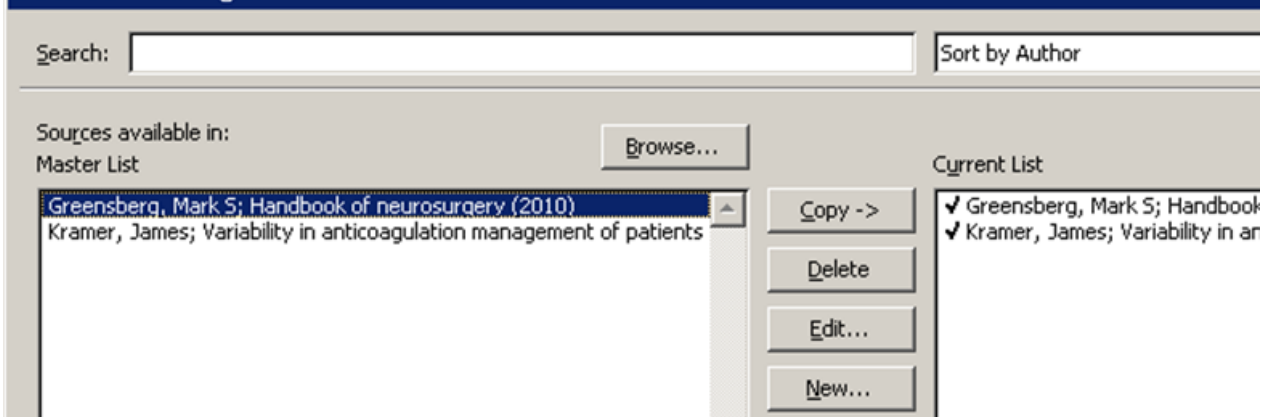 Search:
Sort by Author
Sources available in:
Master List
Browse...
Current List
Greensberg, Mark S; Handbook of neurosurgery (2010)
Kramer, James; Variability in anticoagulation management of patients
Copy ->
Delete
Edit...
New...
✓ Greensberg, Mark S; Handbook
✓ Kramer, James; Variability in an